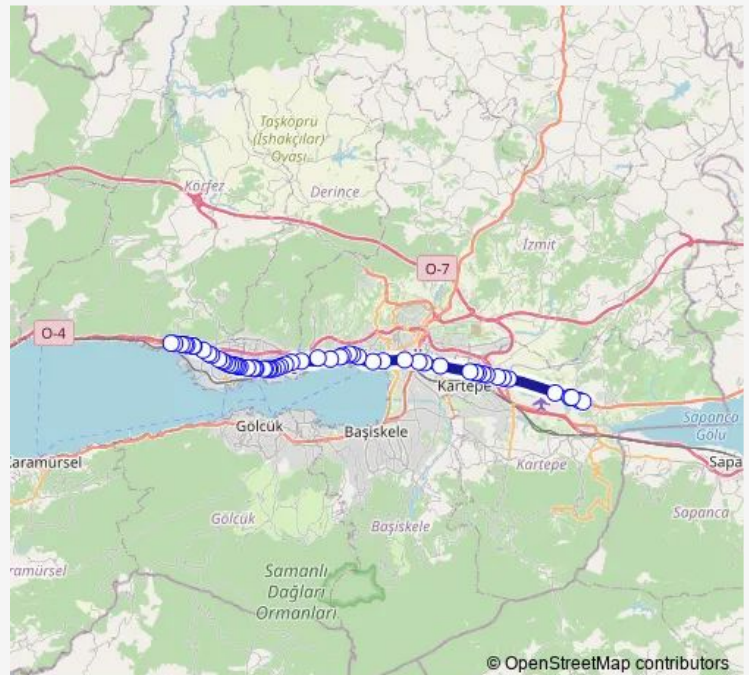 Taşköprü
(İshakçılar)
Ovası
Körfez
Derince
İzmit
O-7
O-4
Kartepe
Gölcük
Başiskele
Sapanca
Gölü
Karamürsel
Kartepe
Sapa
Gölcük
Başiskele
Sapanca
aramürsel
Samanlı
Dağları
Ormanları
© OpenStreetMap contributors